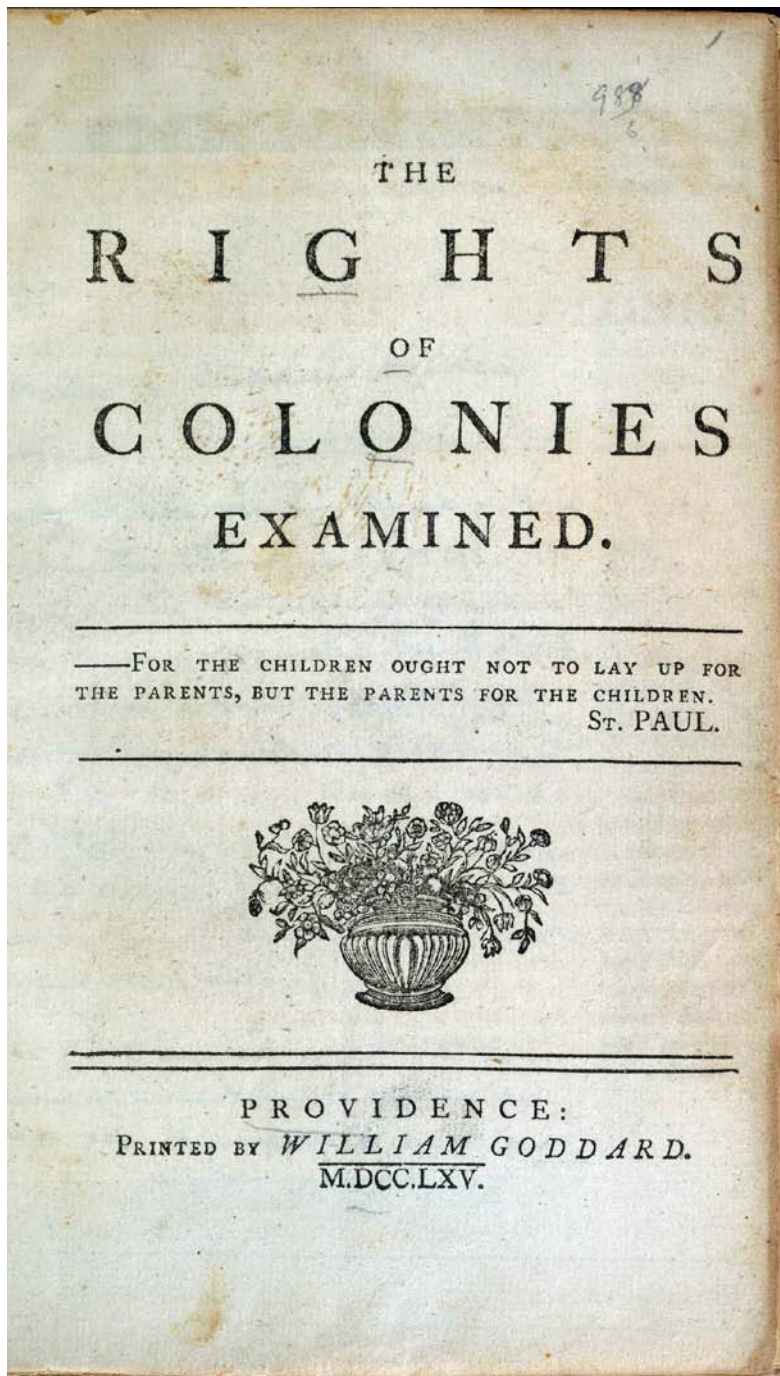 THE
RIGHTS
OF
COLONIES
EXAMINED.
——FOR THE CHILDREN OUGHT NOT TO LAY UP FOR
THE PARENTS, BUT THE PARENTS FOR THE CHILDREN.
ST. PAUL.
PROVIDENCE:
PRINTED BY WILLIAM GODDARD.
M.DCC.LXV.